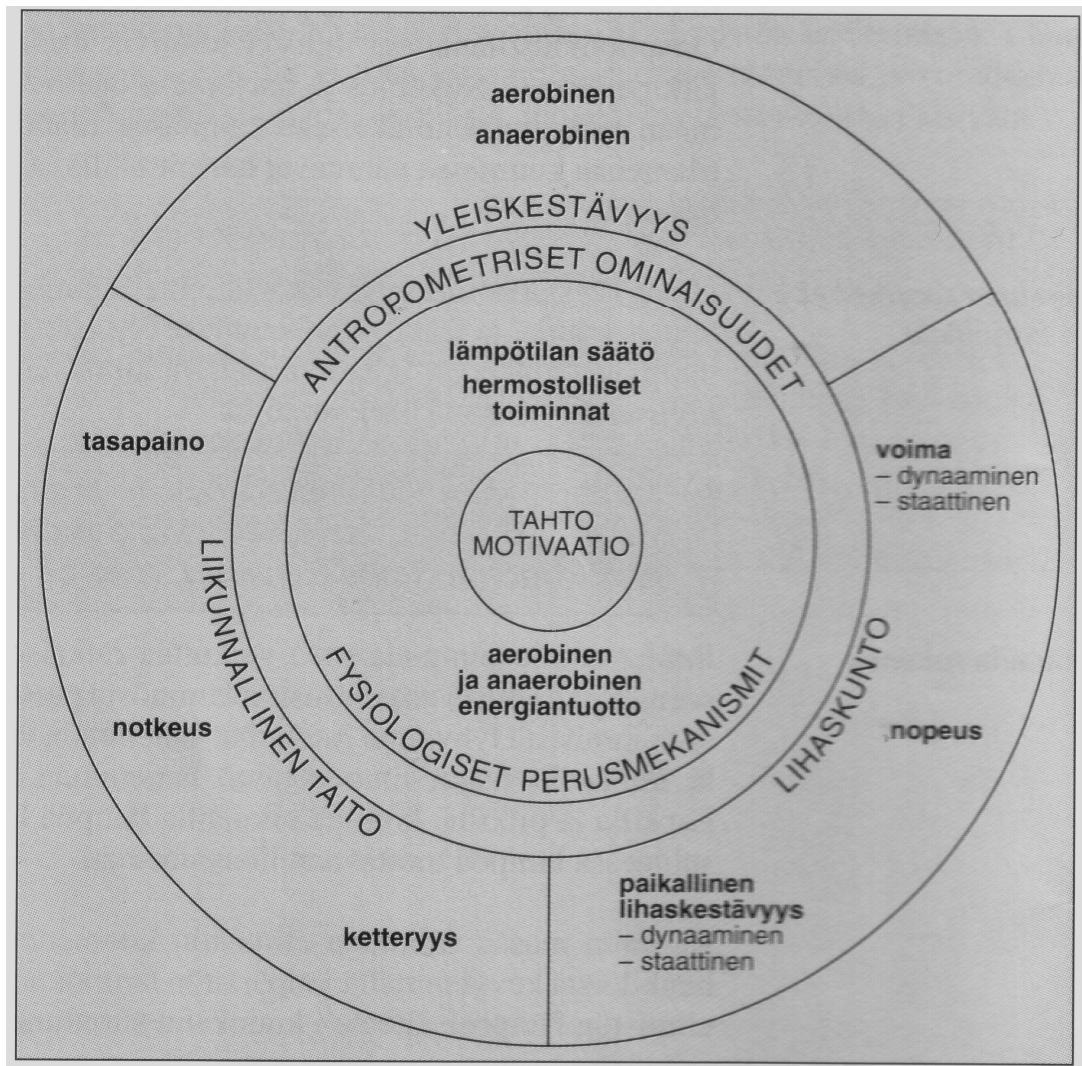 aerobinen
anaerobinen
YLEISKESTÄVYYS
ANTROPOMETRISET OMINAISUUDET
lämpötilan säätö
hermostolliset
toiminnat
tasapaino
voima
– dynaaminen
– staattinen
TAHTO
MOTIVAATIO
LIIKUNNALLINEN TAITO
aerobinen
ja anaerobinen
energiantuotto
FYSIOLOGISET PERUSMEKANISMIT
LIHASKUNTO
notkeus
nopeus
paikallinen
lihaskestävyys
– dynaaminen
– staattinen
ketteryys